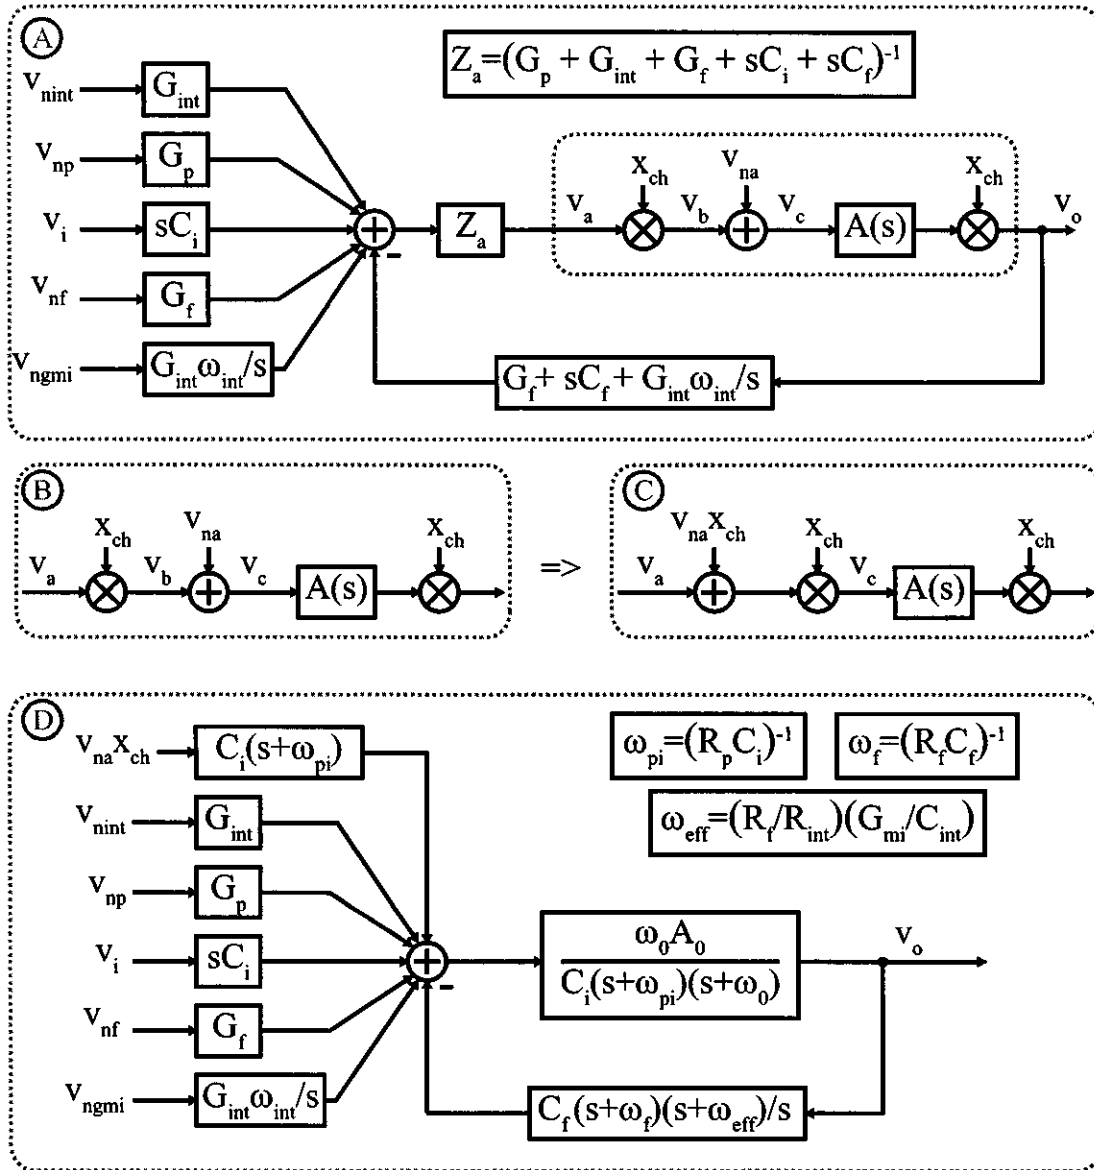 A
Z_a=(G_p + G_int + G_f + sC_i + sC_f)^-1
v_nint
G_int
v_np
G_p
v_i
sC_i
v_nf
G_f
v_ngmi
G_int ω_int/s
+
-
Z_a
v_a
x_ch
v_b
v_na
+
v_c
A(s)
x_ch
v_o
G_f + sC_f + G_int ω_int/s
B
v_a
x_ch
v_b
v_na
+
v_c
A(s)
x_ch
=>
C
v_a
v_na x_ch
+
x_ch
v_c
A(s)
x_ch
D
v_na x_ch
C_i(s+ω_pi)
v_nint
G_int
v_np
G_p
v_i
sC_i
v_nf
G_f
v_ngmi
G_int ω_int/s
+
-
ω_pi=(R_p C_i)^-1
ω_f=(R_f C_f)^-1
ω_eff=(R_f/R_int)(G_mi/C_int)
ω_0 A_0
C_i(s+ω_pi)(s+ω_0)
v_o
C_f(s+ω_f)(s+ω_eff)/s